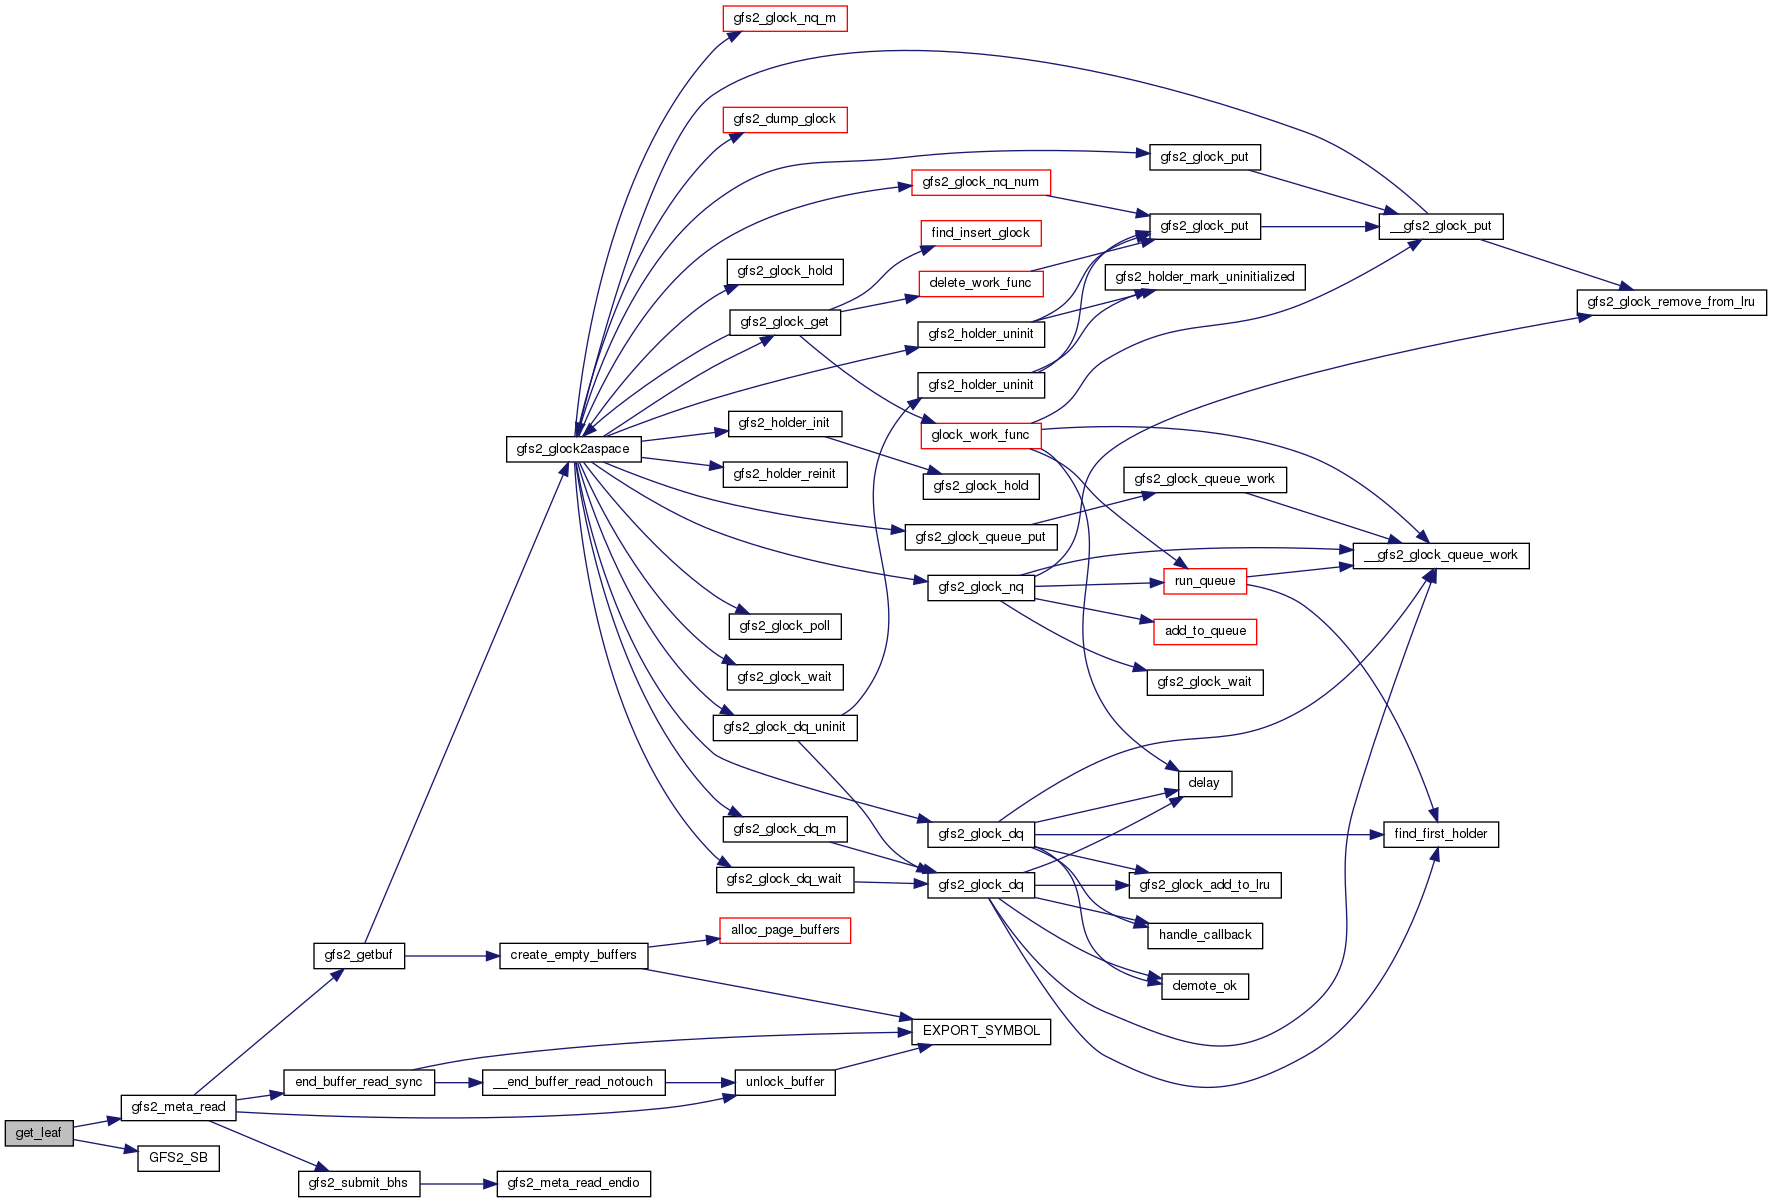 gfs2_glock_nq_m
gfs2_dump_glock
gfs2_glock_put
gfs2_glock_nq_num
gfs2_glock_put
__gfs2_glock_put
find_insert_glock
gfs2_glock_hold
delete_work_func
gfs2_holder_mark_uninitialized
gfs2_glock_remove_from_lru
gfs2_glock_get
gfs2_holder_uninit
gfs2_holder_uninit
gfs2_holder_init
glock_work_func
gfs2_glock2aspace
gfs2_holder_reinit
gfs2_glock_hold
gfs2_glock_queue_work
gfs2_glock_queue_put
__gfs2_glock_queue_work
gfs2_glock_nq
run_queue
gfs2_glock_poll
add_to_queue
gfs2_glock_wait
gfs2_glock_wait
gfs2_glock_dq_uninit
delay
gfs2_glock_dq_m
gfs2_glock_dq
find_first_holder
gfs2_glock_dq_wait
gfs2_glock_dq
gfs2_glock_add_to_lru
alloc_page_buffers
handle_callback
gfs2_getbuf
create_empty_buffers
demote_ok
EXPORT_SYMBOL
end_buffer_read_sync
__end_buffer_read_notouch
unlock_buffer
gfs2_meta_read
get_leaf
GFS2_SB
gfs2_submit_bhs
gfs2_meta_read_endio